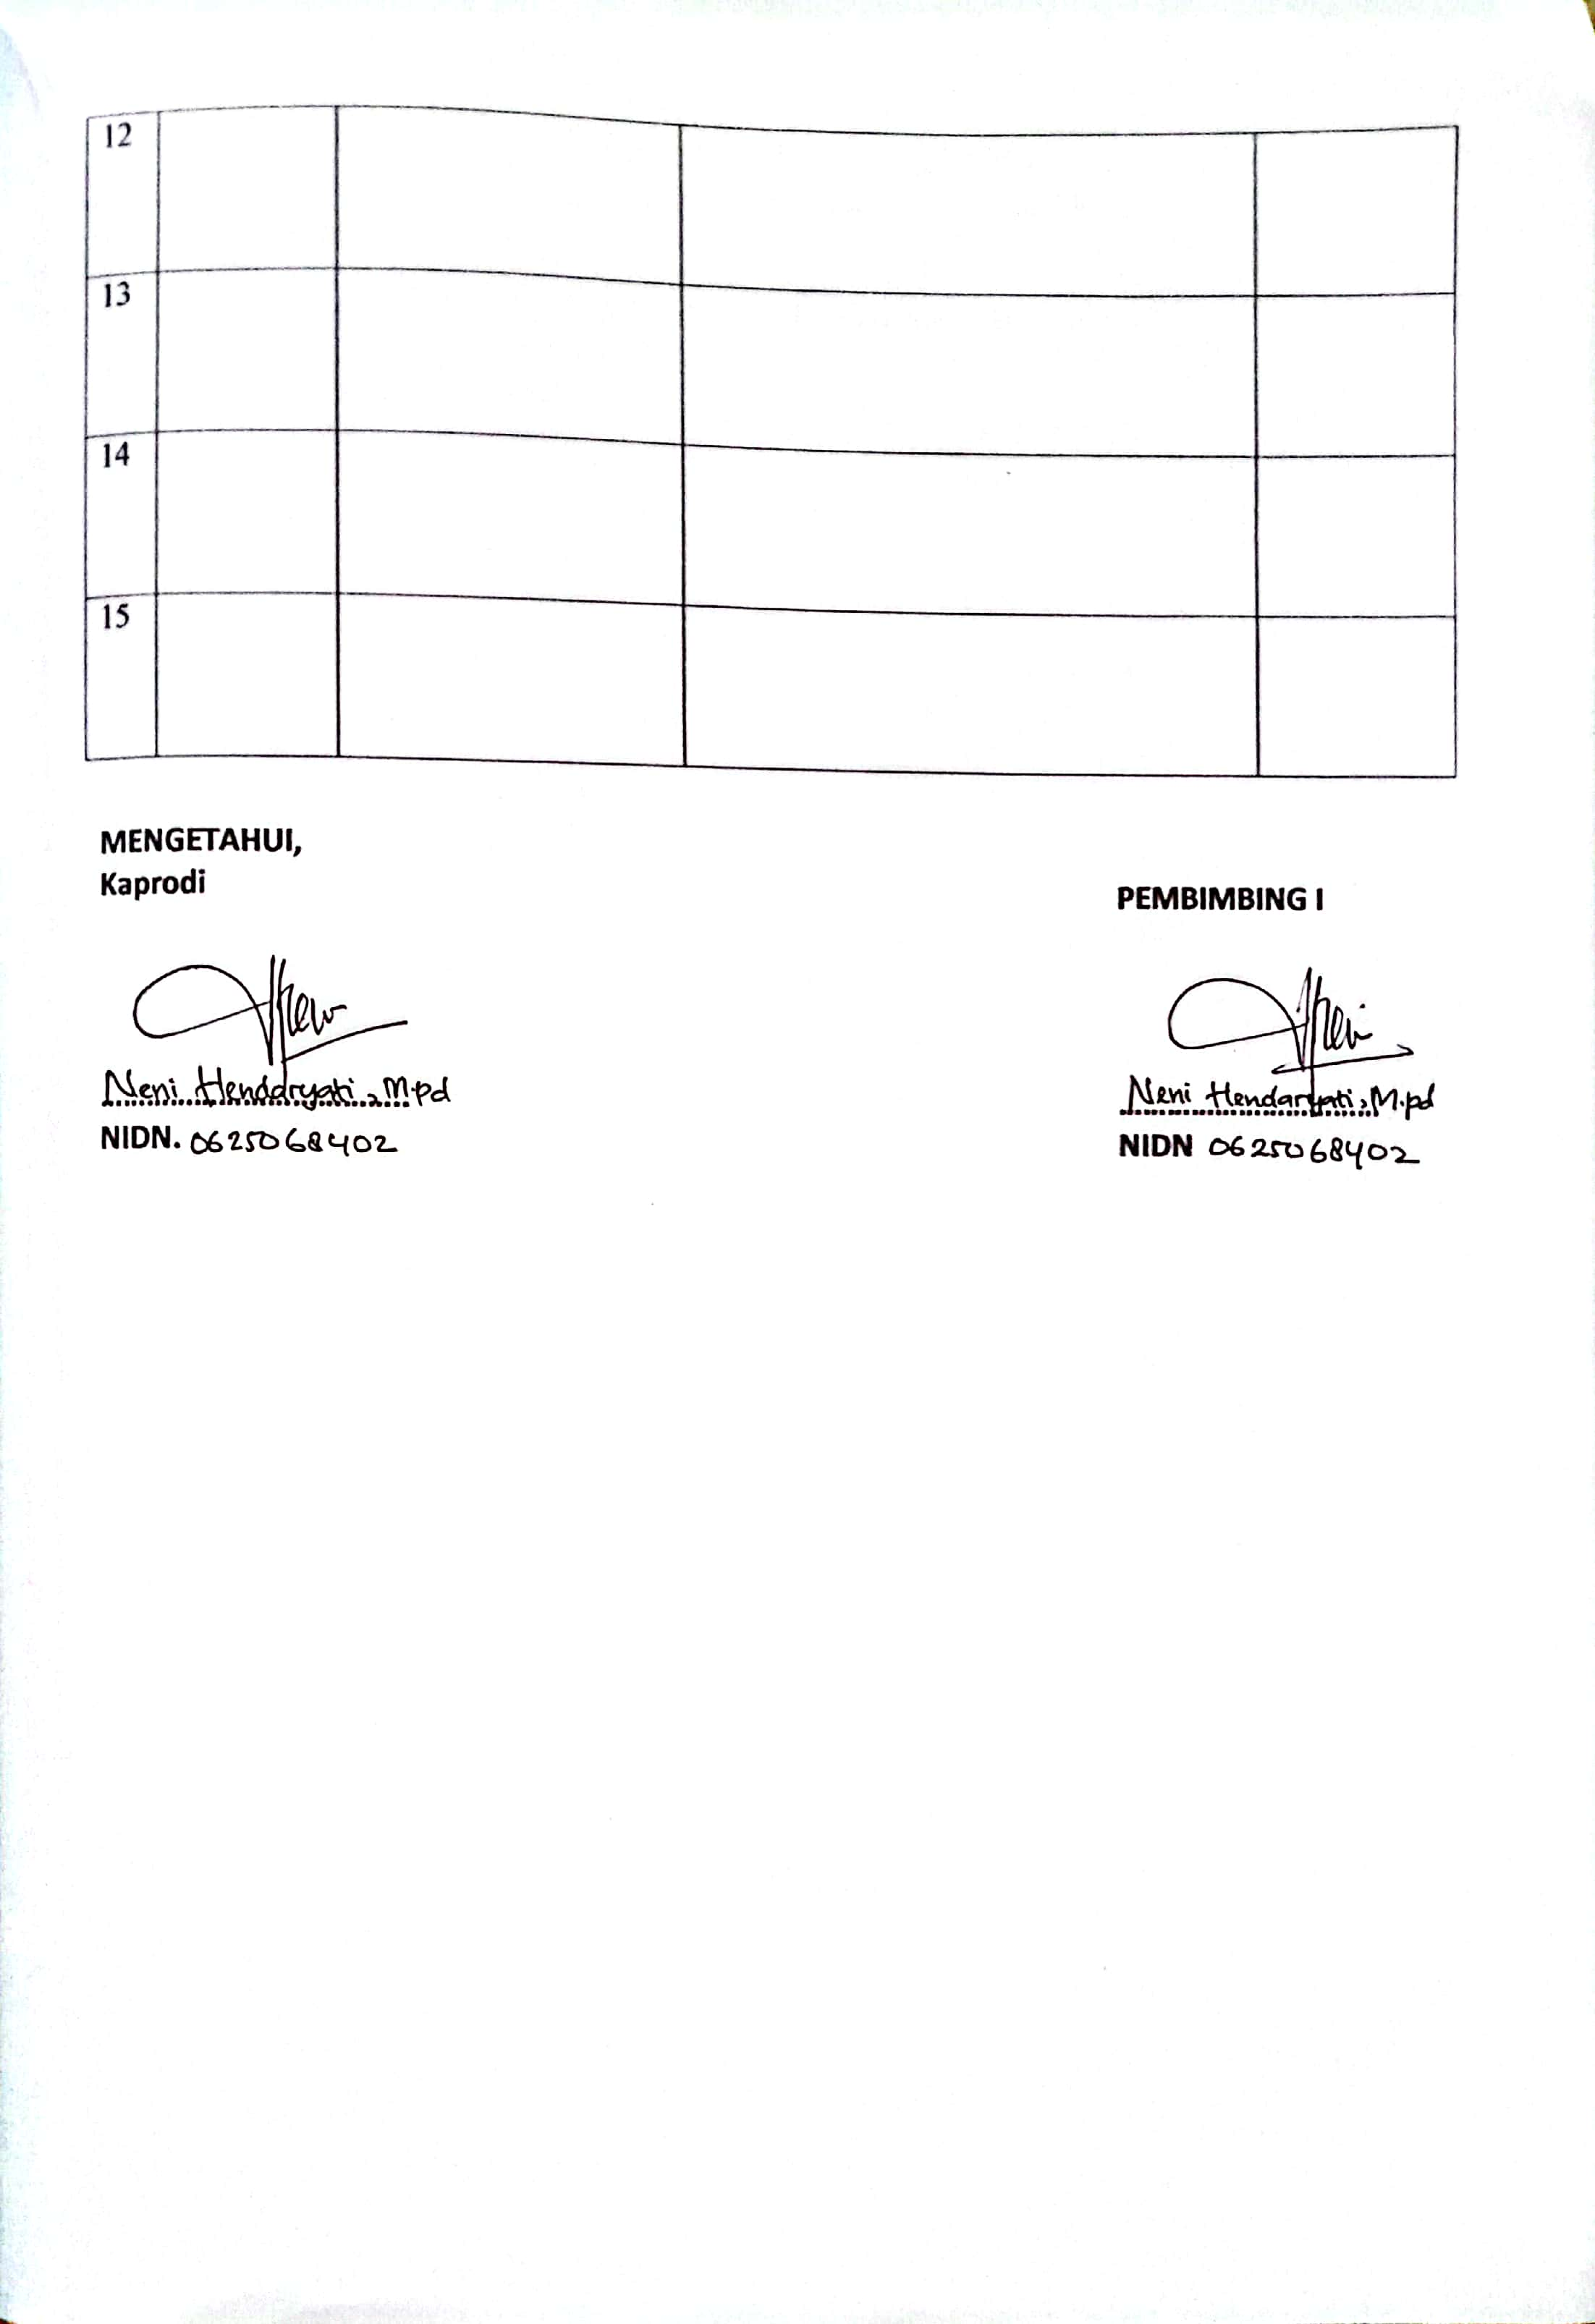 12
13
14
15
MENGETAHUI,
Kaprodi
PEMBIMBING I
Neni Hendaryati, M.pd
Neni Hendaryati, M.pd
NIDN. 0625068402
NIDN 0625068402